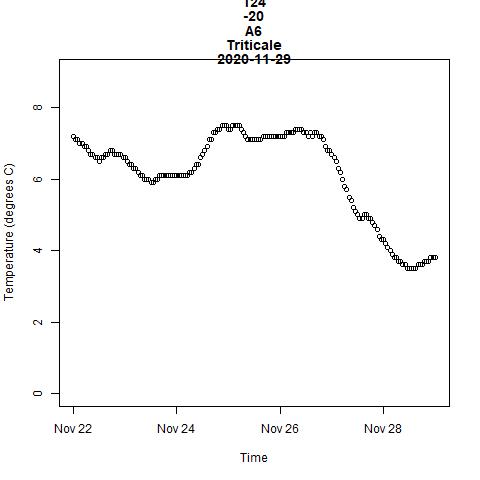 124
-20
A6
Triticale
2020-11-29
Temperature (degrees C)
8
6
4
2
0
Nov 22
Nov 24
Nov 26
Nov 28
Time